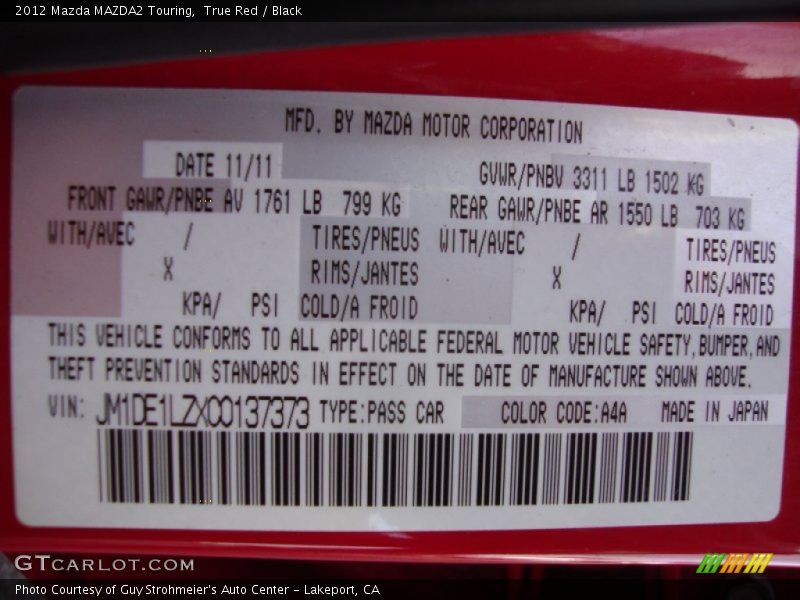 2012 Mazda MAZDA2 Touring, True Red / Black
MFD. BY MAZDA MOTOR CORPORATION
DATE 11/11 GVWR/PNBV 3311 LB 1502 KG
FRONT GAWR/PNBE AV 1761 LB 799 KG REAR GAWR/PNBE AR 1550 LB 703 KG
WITH/AVEC / TIRES/PNEUS WITH/AVEC / TIRES/PNEUS
X RIMS/JANTES X RIMS/JANTES
KPA/ PSI COLD/A FROID KPA/ PSI COLD/A FROID
THIS VEHICLE CONFORMS TO ALL APPLICABLE FEDERAL MOTOR VEHICLE SAFETY,BUMPER,AND
THEFT PREVENTION STANDARDS IN EFFECT ON THE DATE OF MANUFACTURE SHOWN ABOVE.
VIN: JM1DE1LZXC0137373 TYPE:PASS CAR COLOR CODE:A4A MADE IN JAPAN
GTCARLOT.COM
Photo Courtesy of Guy Strohmeier's Auto Center - Lakeport, CA